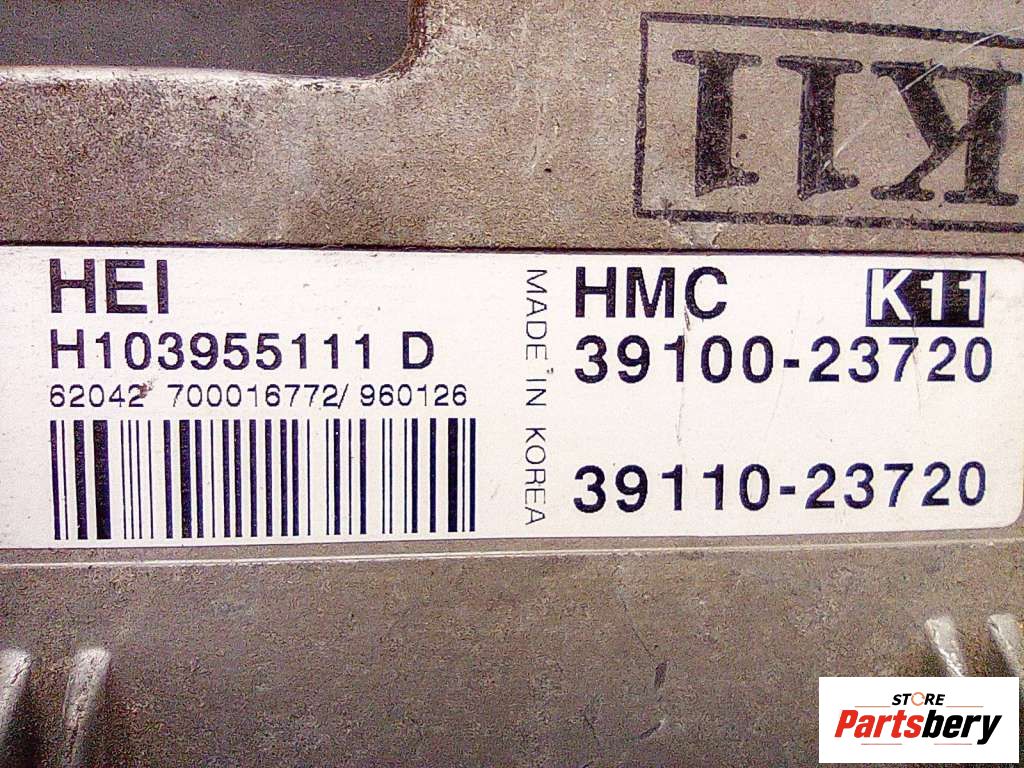 K11
HEI
H103955111 D
62042 700016772/ 960126
MADE IN KOREA
HMC K11
39100-23720
39110-23720
STORE
Partsbery